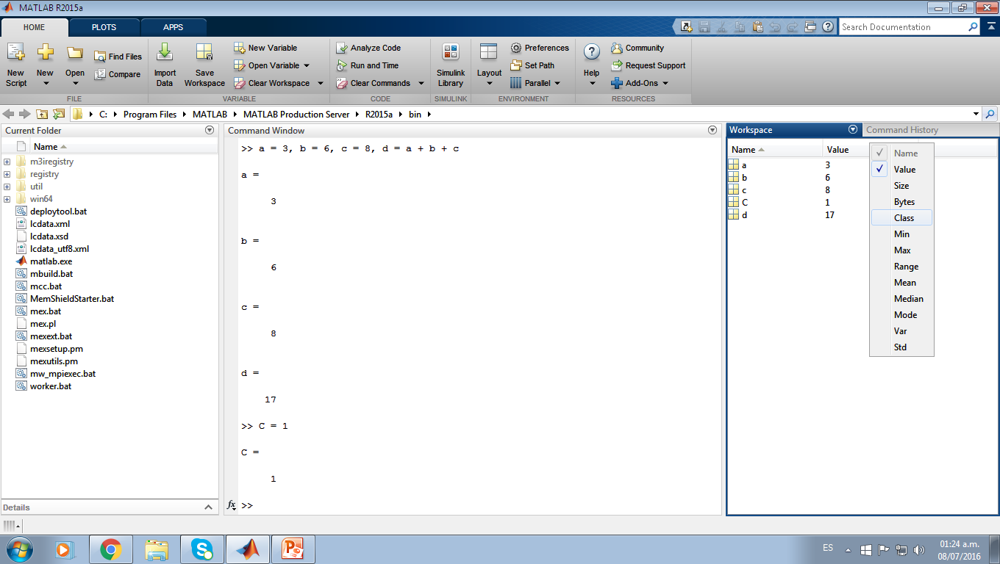 MATLAB R2015a
HOME PLOTS APPS
Search Documentation
New Script
New
Open
Find Files
Compare
FILE
Import Data
Save Workspace
New Variable
Open Variable
Clear Workspace
VARIABLE
Analyze Code
Run and Time
Clear Commands
CODE
Simulink Library
SIMULINK
Layout
Preferences
Set Path
Parallel
ENVIRONMENT
Help
Community
Request Support
Add-Ons
RESOURCES
C: Program Files MATLAB MATLAB Production Server R2015a bin
Current Folder
Name
m3iregistry
registry
util
win64
deploytool.bat
lcdata.xml
lcdata.xsd
lcdata_utf8.xml
matlab.exe
mbuild.bat
mcc.bat
MemShieldStarter.bat
mex.bat
mex.pl
mexext.bat
mexsetup.pm
mexutils.pm
mw_mpiexec.bat
worker.bat
Details
Command Window
>> a = 3, b = 6, c = 8, d = a + b + c
a =
3
b =
6
c =
8
d =
17
>> C = 1
C =
1
fx >>
Workspace
Command History
Name Value
a 3
b 6
c 8
C 1
d 17
Name
Value
Size
Bytes
Class
Min
Max
Range
Mean
Median
Mode
Var
Std
ES
01:24 a.m.
08/07/2016